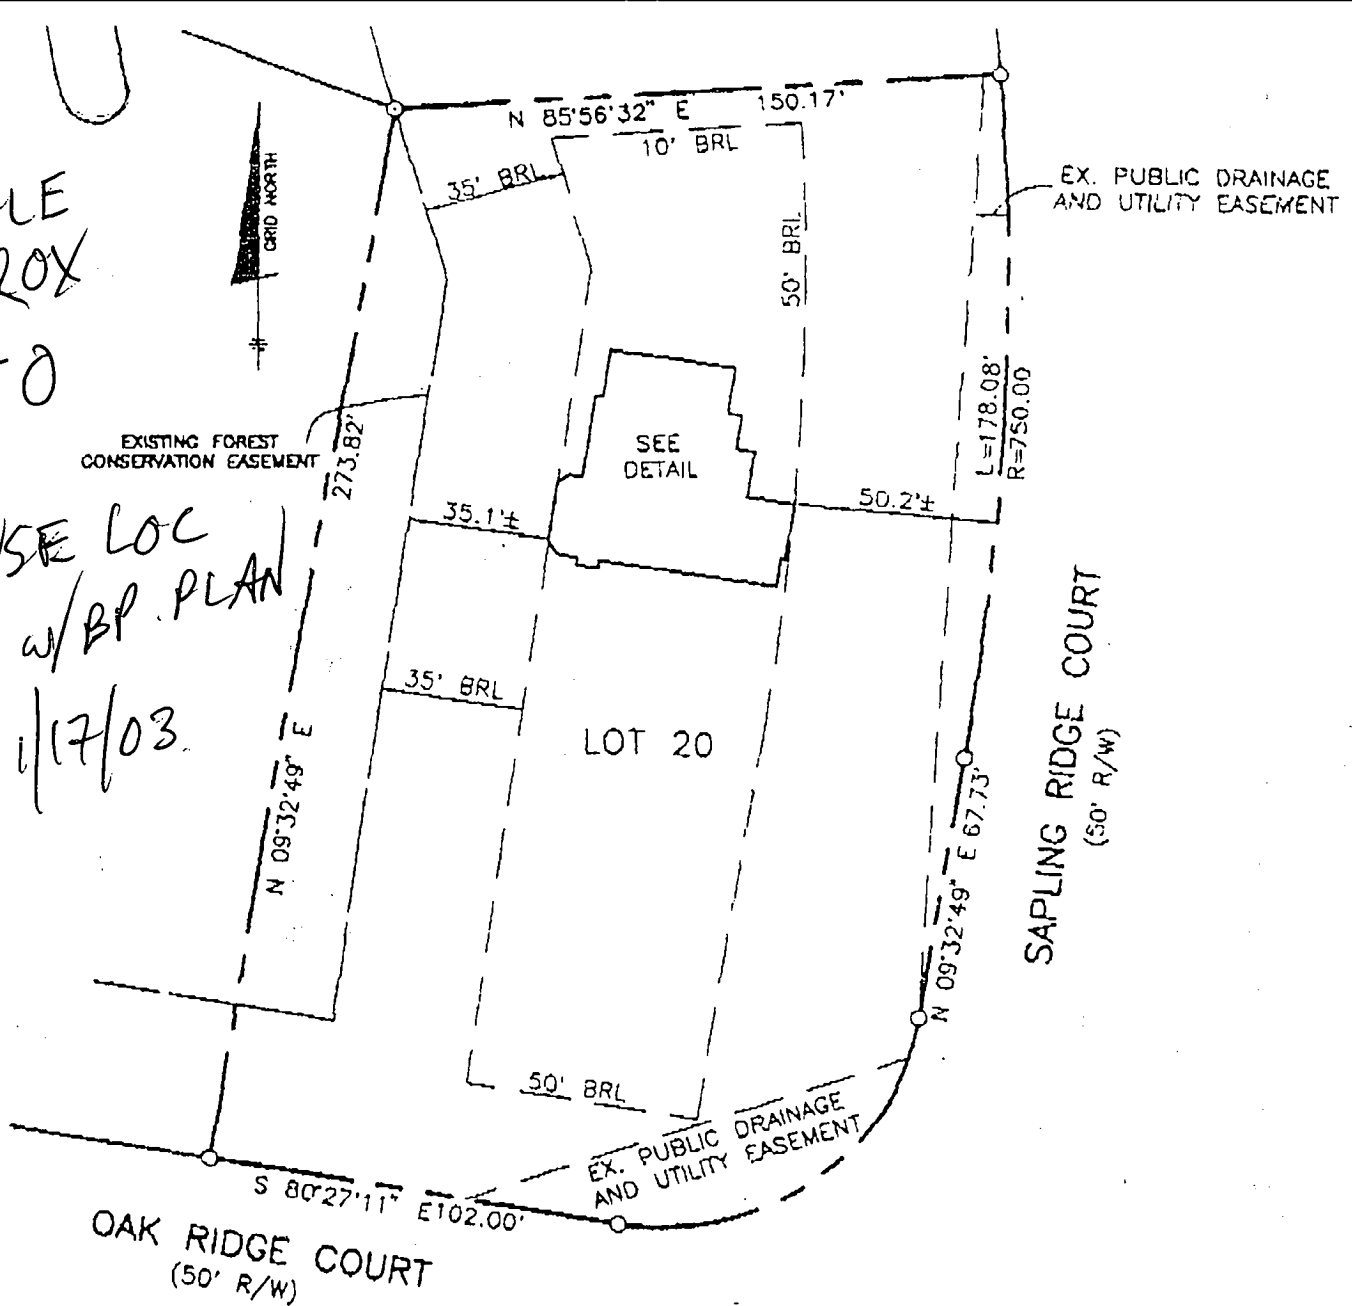 N 85°56'32" E 150.17'
10' BRL
35' BRL
GRID NORTH
EX. PUBLIC DRAINAGE
AND UTILITY EASEMENT
50' BRL
L=178.08'
R=750.00
EXISTING FOREST
CONSERVATION EASEMENT
273.82'
SEE
DETAIL
35.1'±
50.2'±
LOC
w/BP. PLAN
1/17/03.
35' BRL
LOT 20
N 09°32'49" E
N 09°32'49" E 67.73'
SAPLING RIDGE COURT
(50' R/W)
50' BRL
EX. PUBLIC DRAINAGE
AND UTILITY EASEMENT
S 80°27'11" E 102.00'
OAK RIDGE COURT
(50' R/W)